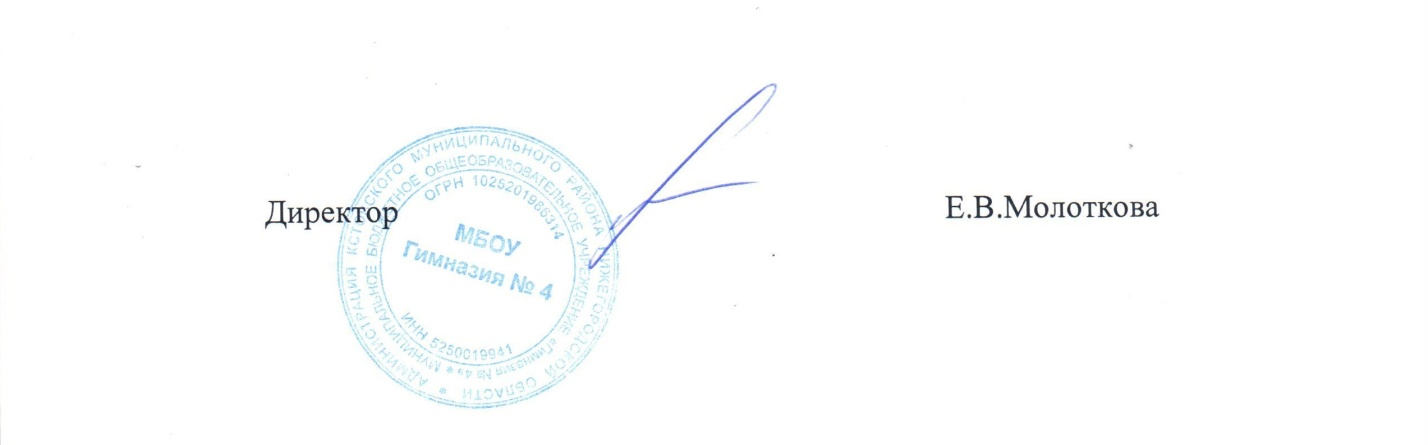 Директор
Е.В.Молоткова
АДМИНИСТРАЦИЯ КСТОВСКОГО МУНИЦИПАЛЬНОГО РАЙОНА НИЖЕГОРОДСКОЙ ОБЛАСТИ *
МУНИЦИПАЛЬНОЕ БЮДЖЕТНОЕ ОБЩЕОБРАЗОВАТЕЛЬНОЕ УЧРЕЖДЕНИЕ «Гимназия № 4» *
ОГРН 1025201986314
МБОУ
Гимназия № 4
ИНН 5250019941